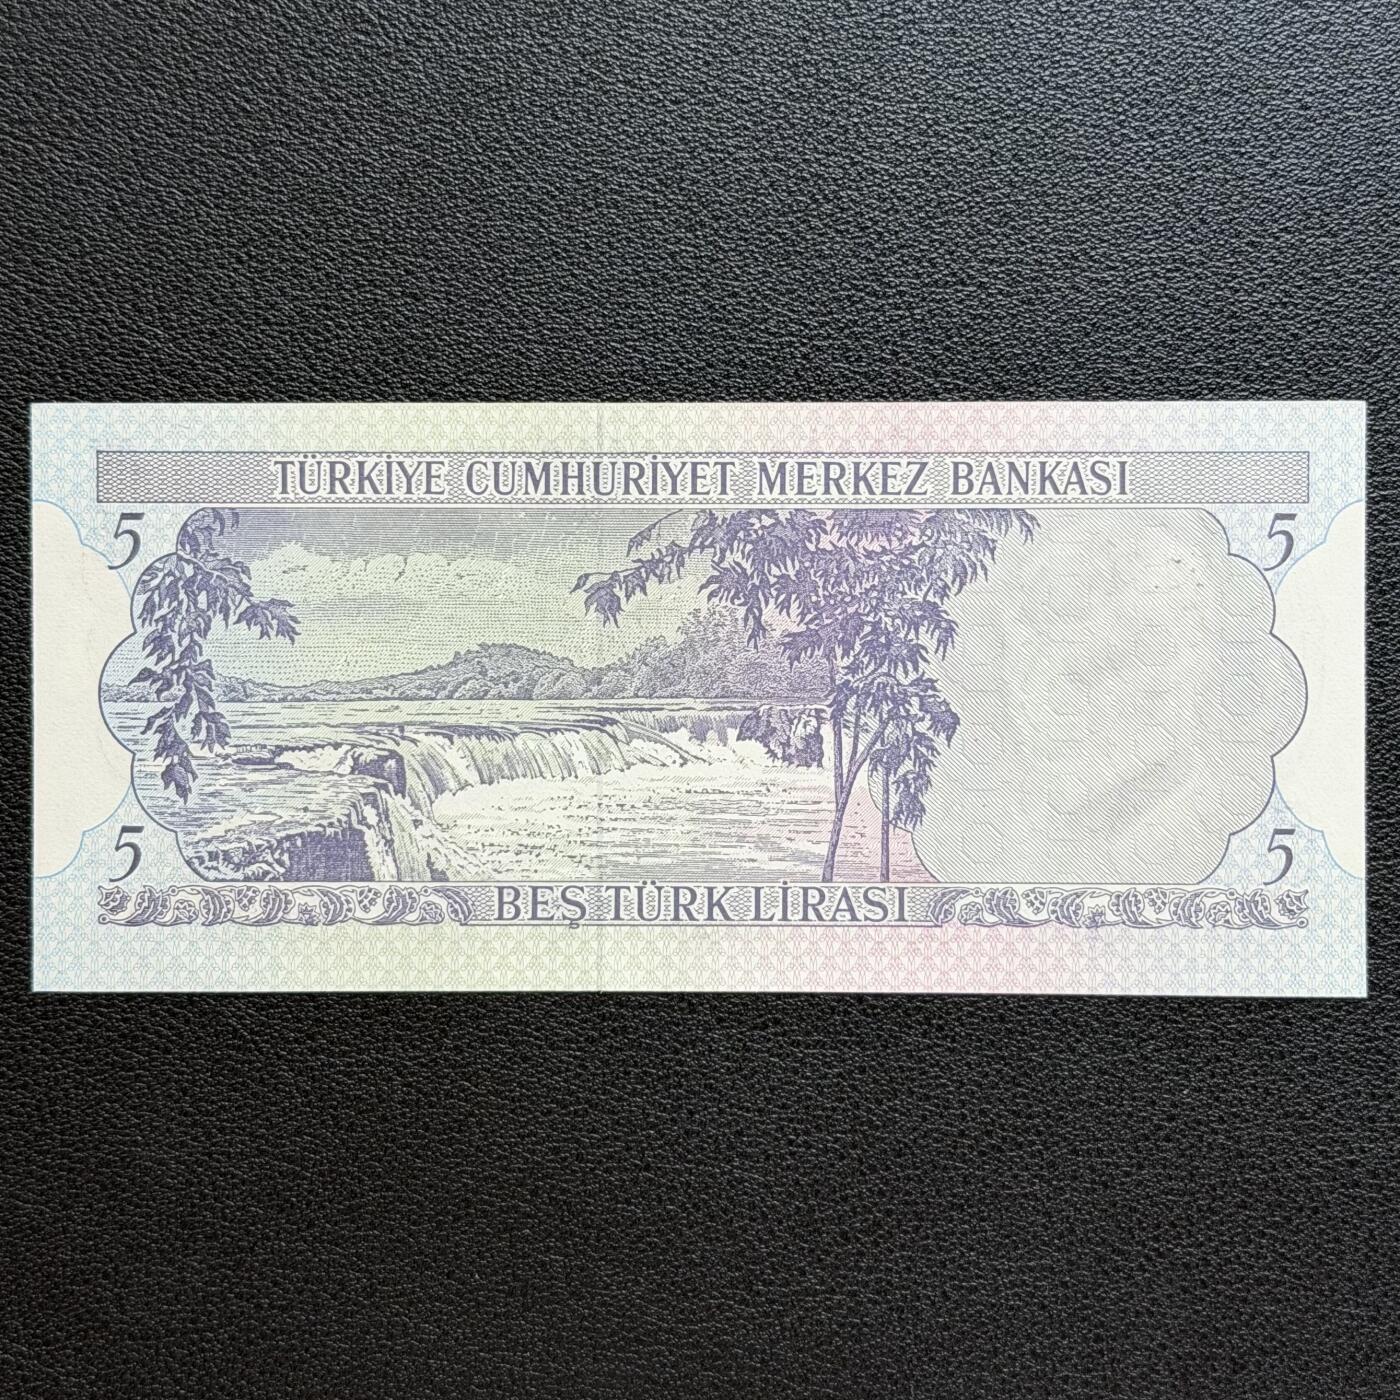 TÜRKİYE CUMHURİYET MERKEZ BANKASI
5 5
5 5
BEŞ TÜRK LİRASI